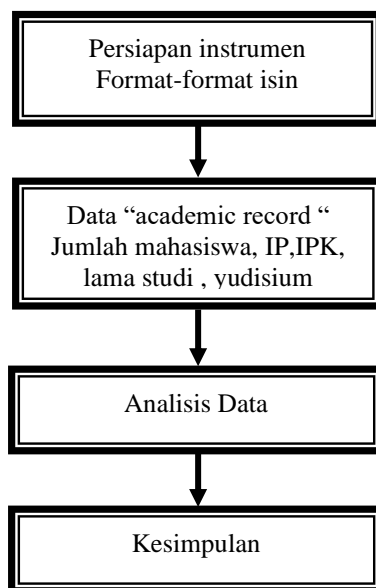 Persiapan instrumen
Format-format isin
Data “academic record “
Jumlah mahasiswa, IP,IPK,
lama studi , yudisium
Analisis Data
Kesimpulan